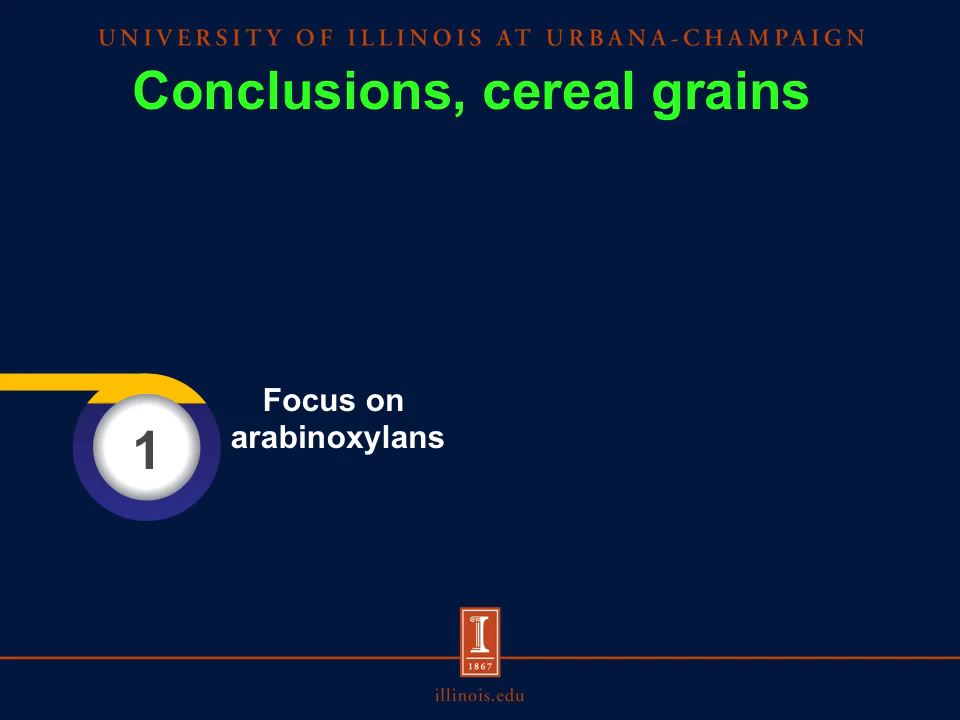 UNIVERSITY OF ILLINOIS AT URBANA-CHAMPAIGN
Conclusions, cereal grains
Focus on
arabinoxylans
1
I
1867
illinois.edu